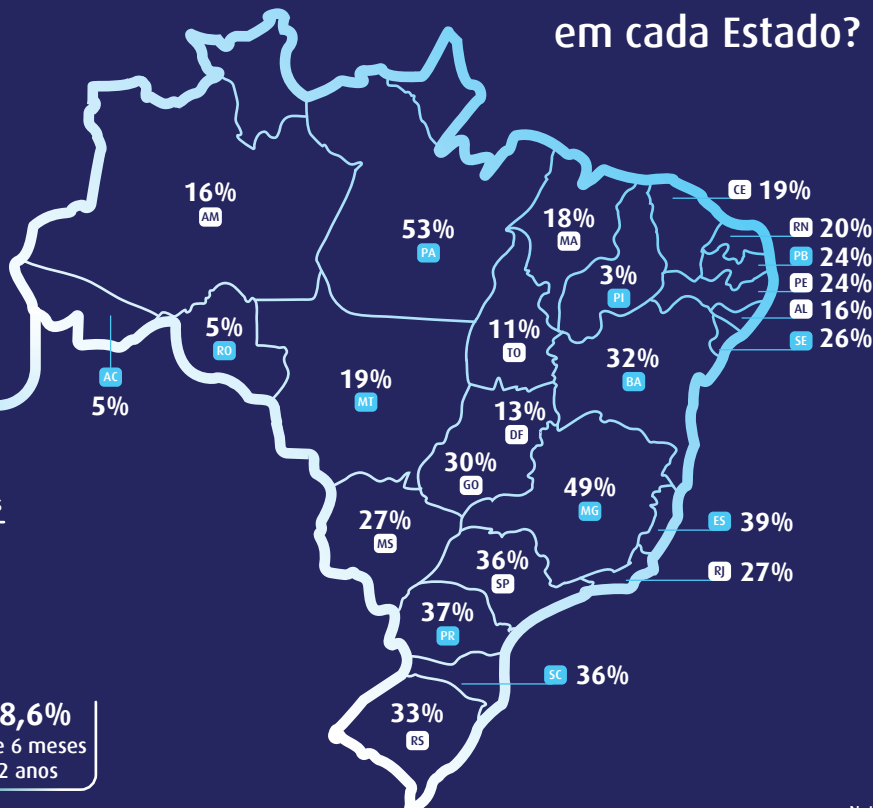 em cada Estado?
CE 19%
16%
AM
RN 20%
18%
MA
53%
PA
PB 24%
3%
PI
PE 24%
AL 16%
5%
RO
11%
TO
SE 26%
32%
BA
AC
5%
19%
MT
13%
DF
30%
GO
49%
MG
27%
MS
ES 39%
36%
SP
RJ 27%
37%
PR
SC 36%
33%
RS
8,6%
6 meses
2 anos